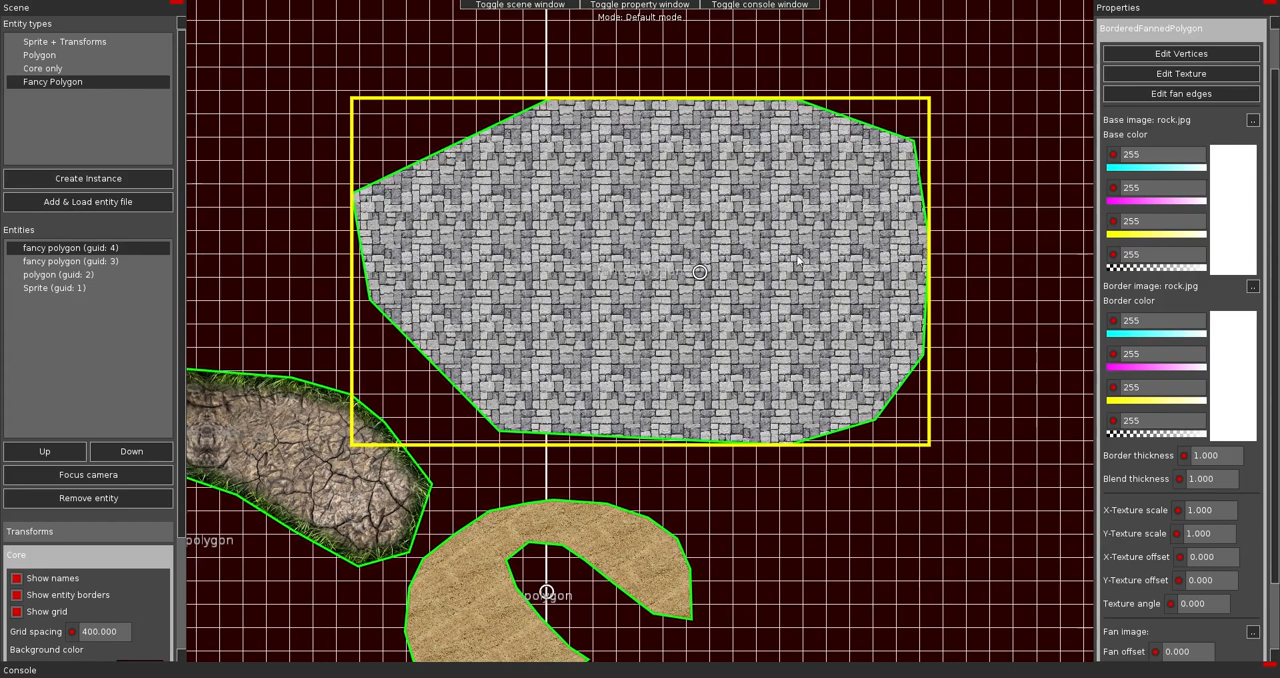 Scene
Entity types
Sprite + Transforms
Polygon
Core only
Fancy Polygon
Create Instance
Add & Load entity file
Entities
fancy polygon (guid: 4)
fancy polygon (guid: 3)
polygon (guid: 2)
Sprite (guid: 1)
Up
Down
Focus camera
Remove entity
Transforms
Core
Show names
Show entity borders
Show grid
Grid spacing 400.000
Background color
Console
Toggle scene window
Toggle property window
Toggle console window
Mode: Default mode
polygon
polygon
Properties
BorderedFannedPolygon
Edit Vertices
Edit Texture
Edit fan edges
Base image: rock.jpg ..
Base color
255
255
255
255
Border image: rock.jpg ..
Border color
255
255
255
255
Border thickness 1.000
Blend thickness 1.000
X-Texture scale 1.000
Y-Texture scale 1.000
X-Texture offset 0.000
Y-Texture offset 0.000
Texture angle 0.000
Fan image: ..
Fan offset 0.000